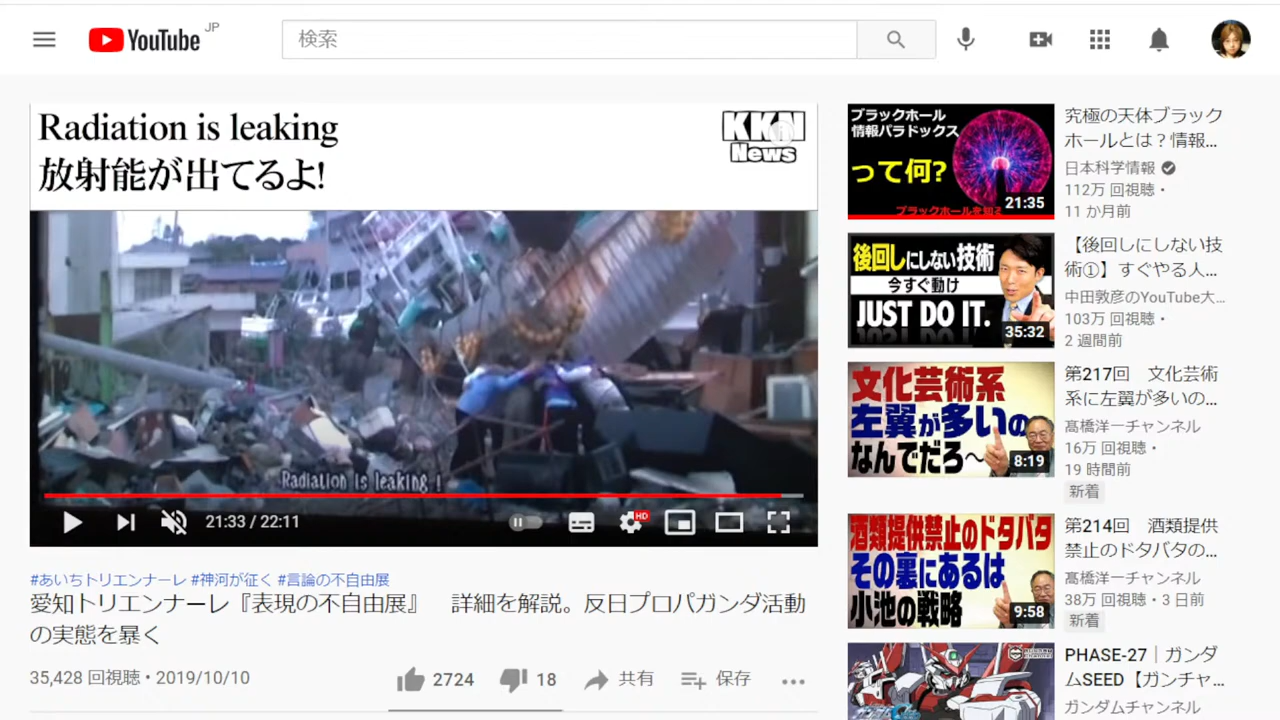 YouTube JP
検索
Radiation is leaking
放射能が出てるよ!
KKN
News
Radiation is leaking !
21:33 / 22:11
HD
#あいちトリエンナーレ #神河が征く #言論の不自由展
愛知トリエンナーレ『表現の不自由展』 詳細を解説。反日プロパガンダ活動
の実態を暴く
35,428 回視聴・2019/10/10
2724
18
共有
保存
ブラックホール
情報パラドックス
って何?
ブラックホールを知る
21:35
究極の天体ブラック
ホールとは？情報...
日本科学情報
112万 回視聴・
11 か月前
後回しにしない技術
今すぐ動け
JUST DO IT.
35:32
【後回しにしない技
術①】すぐやる人...
中田敦彦のYouTube大...
103万 回視聴・
2 週間前
文化芸術系
左翼が多いの
なんでだろ～
8:19
第217回 文化芸術
系に左翼が多いの...
髙橋洋一チャンネル
16万 回視聴・
19 時間前
新着
酒類提供禁止のドタバタ
その裏にあるは
小池の戦略
9:58
第214回 酒類提供
禁止のドタバタの...
髙橋洋一チャンネル
38万 回視聴・3 日前
新着
PHASE-27｜ガンダ
ムSEED【ガンチャ...
ガンダムチャンネル